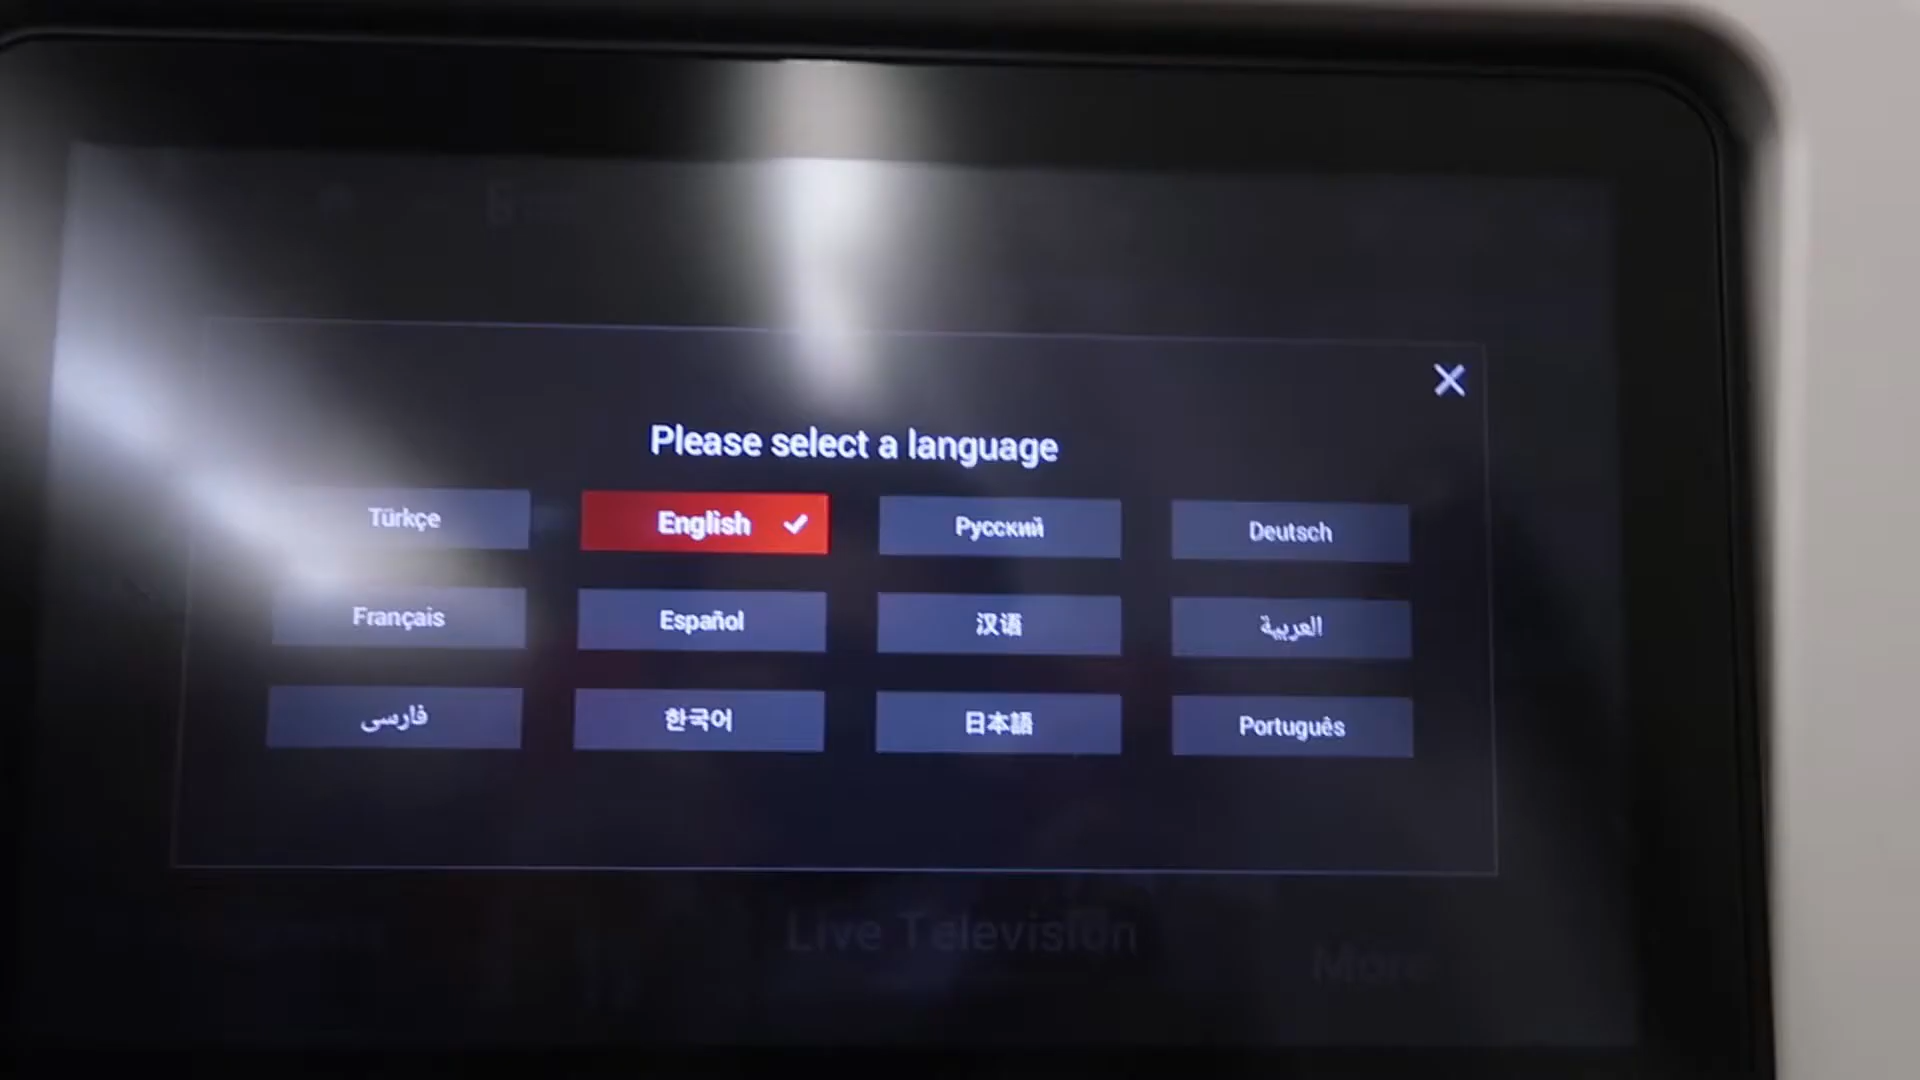 Please select a language
Türkçe English Русский Deutsch
Français Español 汉语 العربية
فارسی 한국어 日本語 Português
Live Television
More